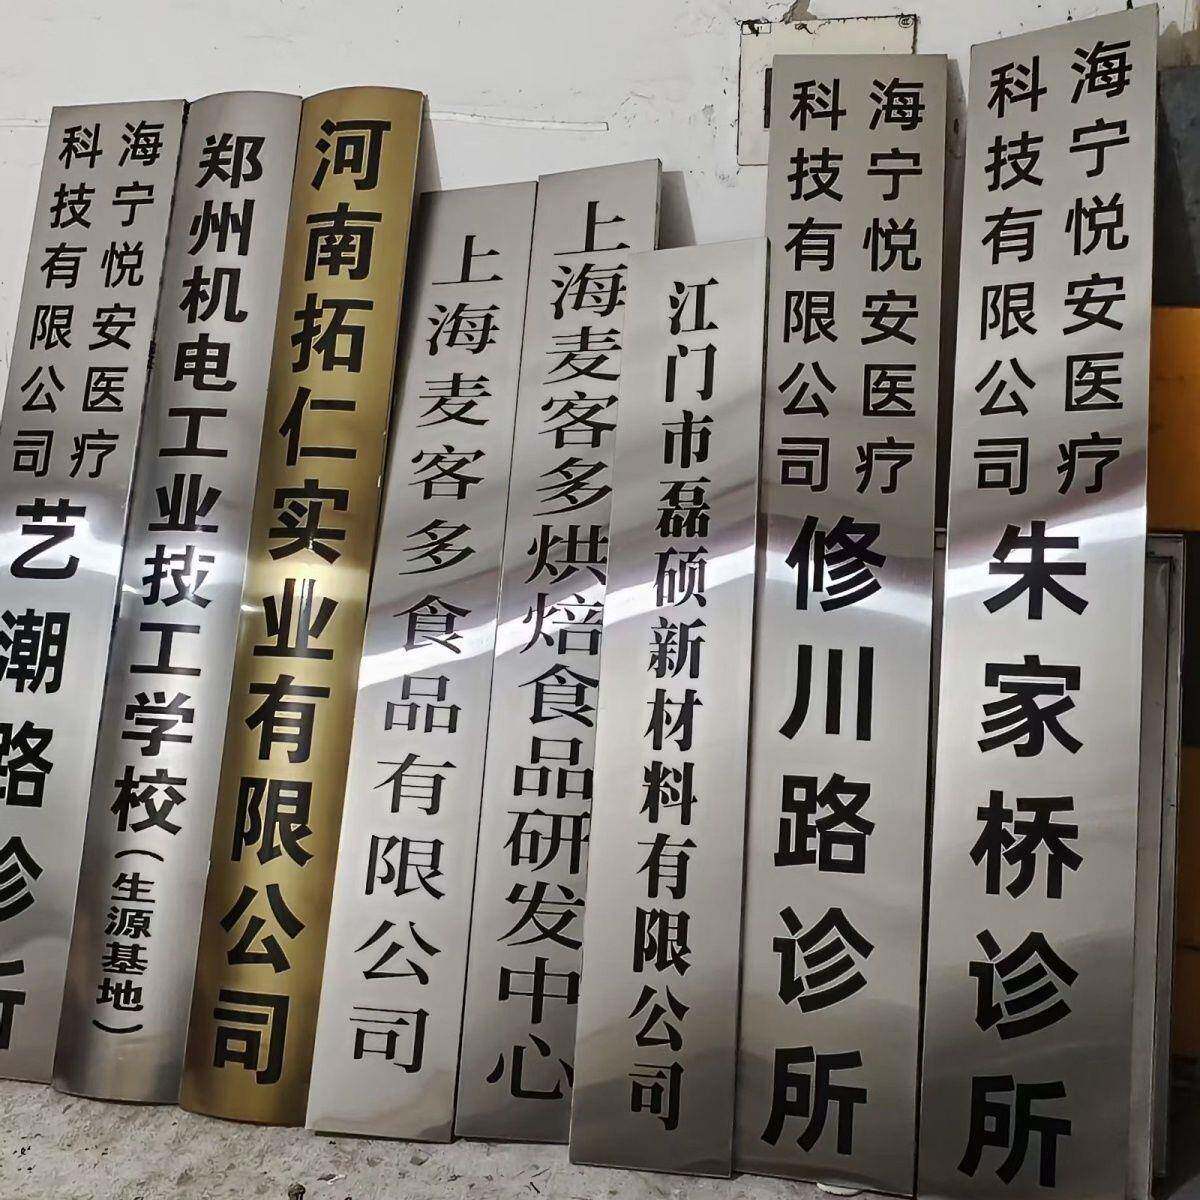 海宁悦安医疗
科技有限公司
艺潮路诊所
郑州机电工业技工学校(生源基地)
河南拓仁实业有限公司
上海麦客多食品有限公司
上海麦客多烘焙食品研发中心
江门市磊硕新材料有限公司
海宁悦安医疗
科技有限公司
修川路诊所
海宁悦安医疗
科技有限公司
朱家桥诊所